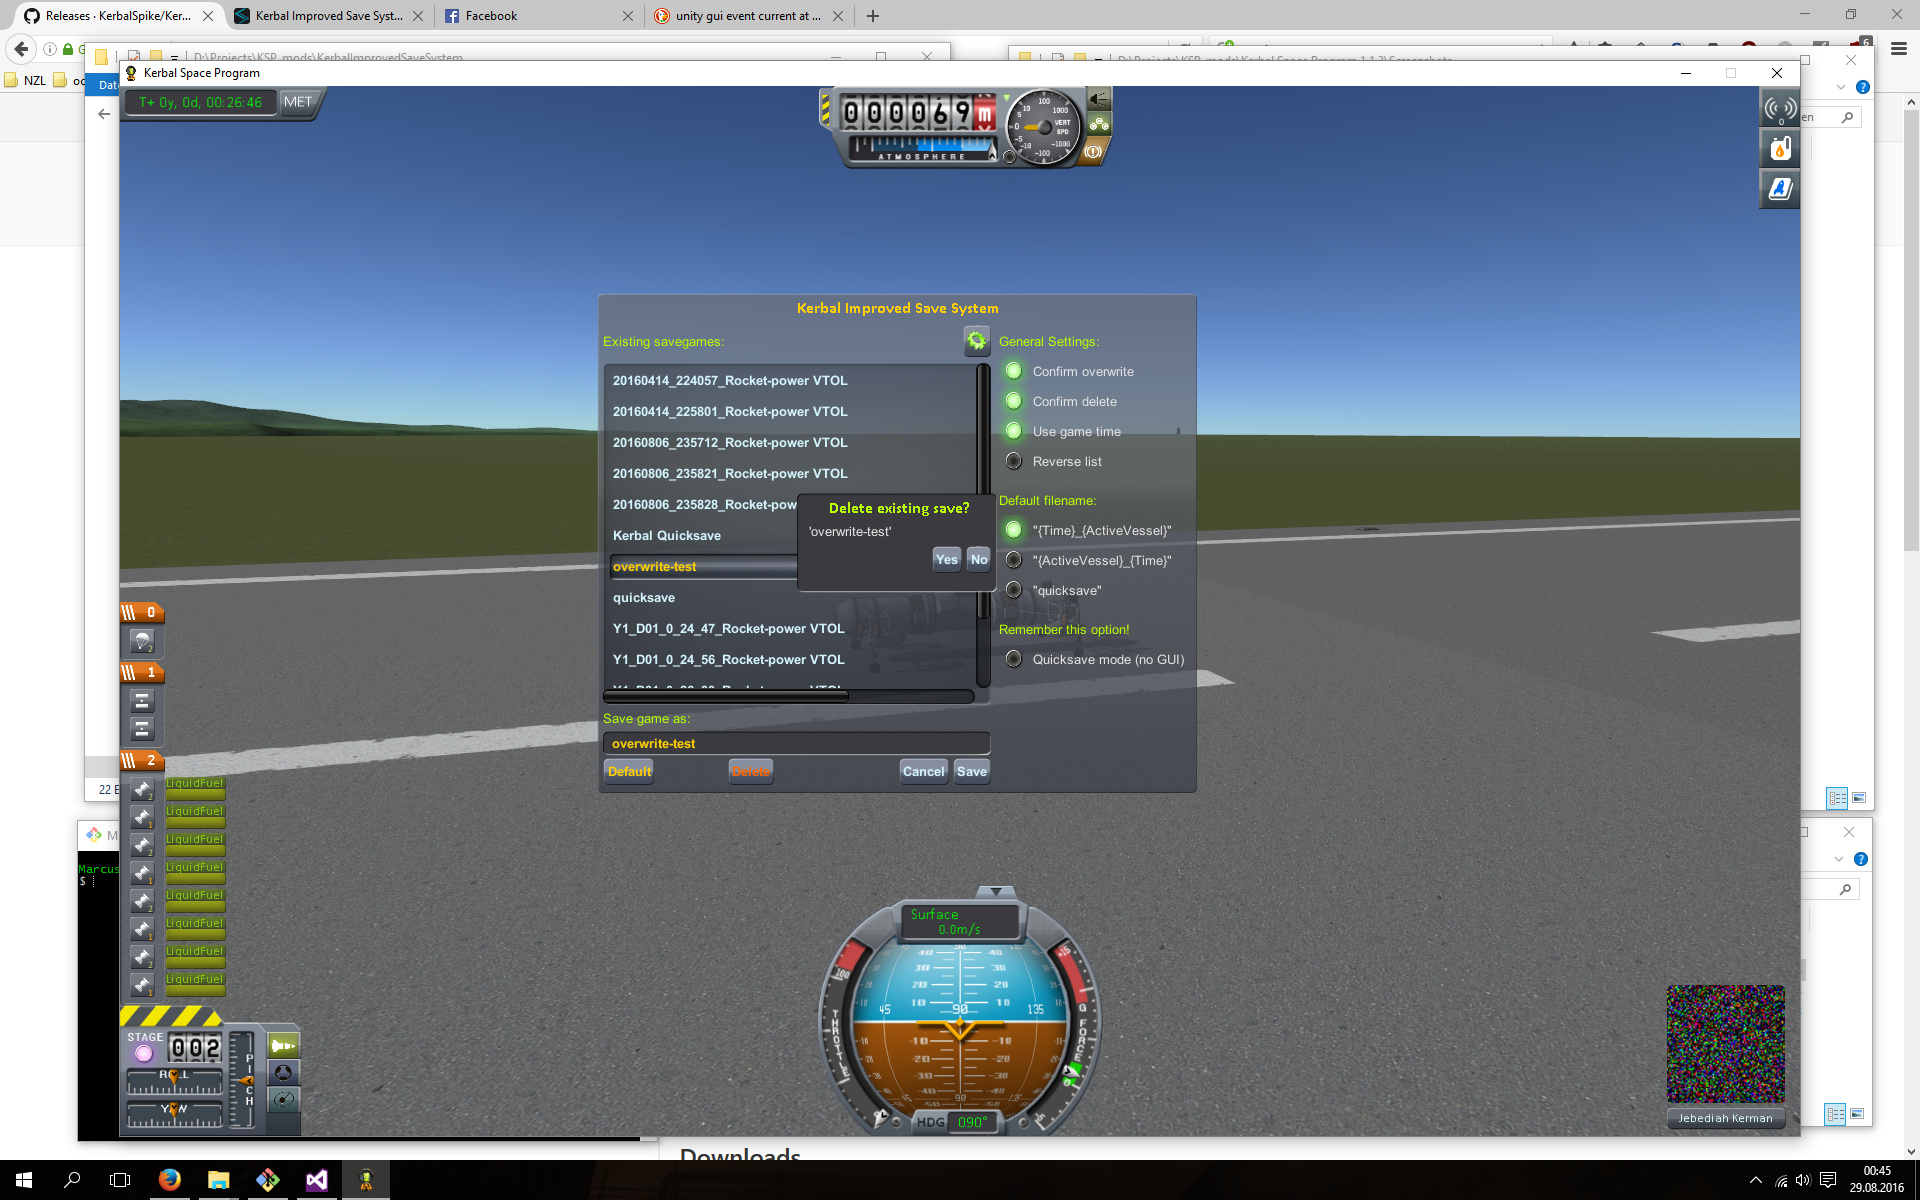 Releases · KerbalSpike/Ker...
Kerbal Improved Save Syst...
Facebook
unity gui event current at ...
NZL
D:\Projects\KSP_mods\KerbalImprovedSaveSystem
Kerbal Space Program
T+ 0y, 0d, 00:26:46
MET
000069 m
ATMOSPHERE
VERT
SPD
Kerbal Improved Save System
Existing savegames:
20160414_224057_Rocket-power VTOL
20160414_225801_Rocket-power VTOL
20160806_235712_Rocket-power VTOL
20160806_235821_Rocket-power VTOL
20160806_235828_Rocket-powe
Kerbal Quicksave
overwrite-test
quicksave
Y1_D01_0_24_47_Rocket-power VTOL
Y1_D01_0_24_56_Rocket-power VTOL
Save game as:
overwrite-test
Default
Delete
Cancel
Save
General Settings:
Confirm overwrite
Confirm delete
Use game time
Reverse list
Default filename:
"{Time}_{ActiveVessel}"
"{ActiveVessel}_{Time}"
"quicksave"
Remember this option!
Quicksave mode (no GUI)
Delete existing save?
'overwrite-test'
Yes
No
0
1
2
LiquidFuel
LiquidFuel
LiquidFuel
LiquidFuel
LiquidFuel
LiquidFuel
LiquidFuel
LiquidFuel
STAGE
002
ROLL
YAW
PITCH
Surface
0.0m/s
THROTTLE
G FORCE
45
90
135
HDG 090°
Jebediah Kerman
Marcus
$
Downloads
00:45
29.08.2016